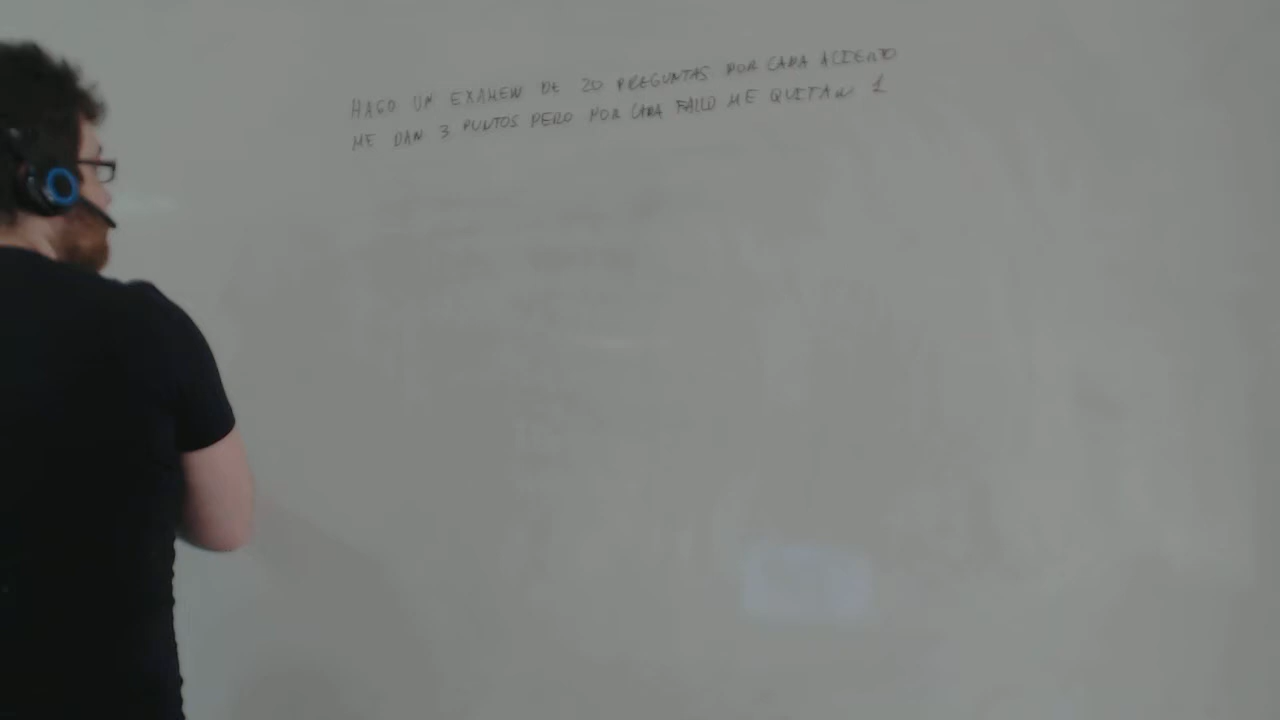 HAGO UN EXAMEN DE 20 PREGUNTAS POR CADA ACIERTO
ME DAN 3 PUNTOS PERO POR CADA FALLO ME QUITAN 1